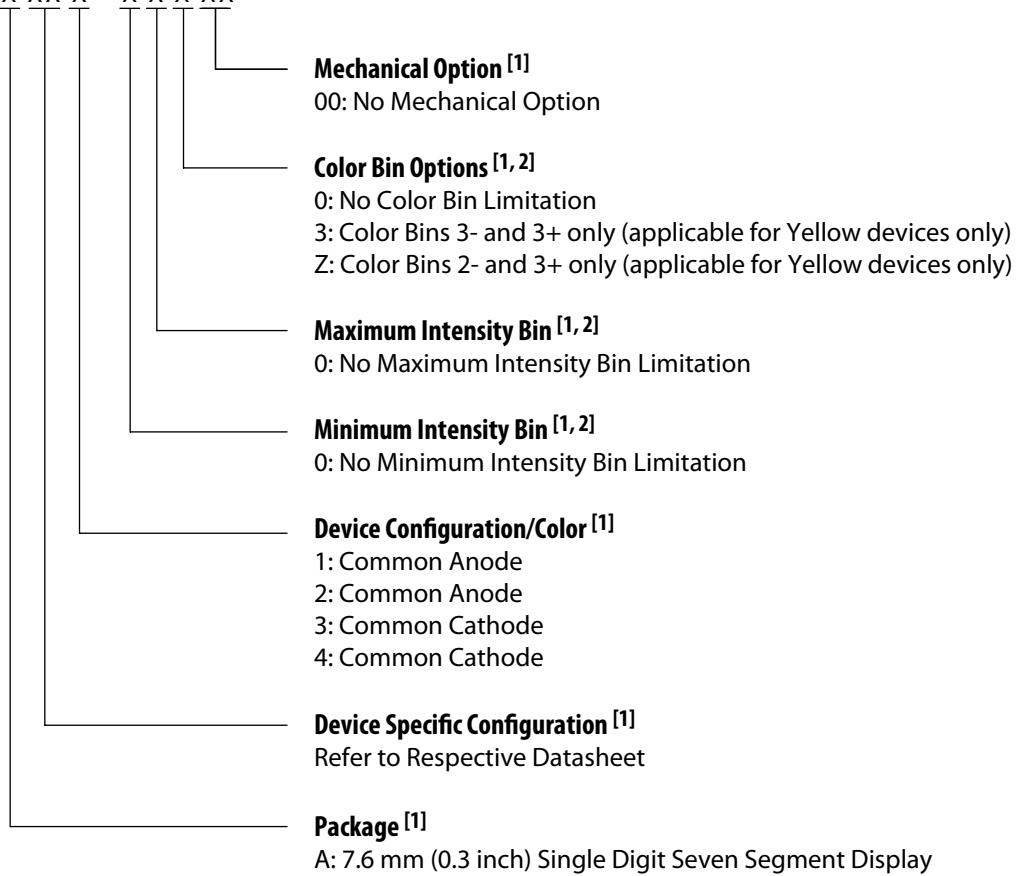 Mechanical Option [1]
00: No Mechanical Option
Color Bin Options [1, 2]
0: No Color Bin Limitation
3: Color Bins 3- and 3+ only (applicable for Yellow devices only)
Z: Color Bins 2- and 3+ only (applicable for Yellow devices only)
Maximum Intensity Bin [1, 2]
0: No Maximum Intensity Bin Limitation
Minimum Intensity Bin [1, 2]
0: No Minimum Intensity Bin Limitation
Device Configuration/Color [1]
1: Common Anode
2: Common Anode
3: Common Cathode
4: Common Cathode
Device Specific Configuration [1]
Refer to Respective Datasheet
Package [1]
A: 7.6 mm (0.3 inch) Single Digit Seven Segment Display